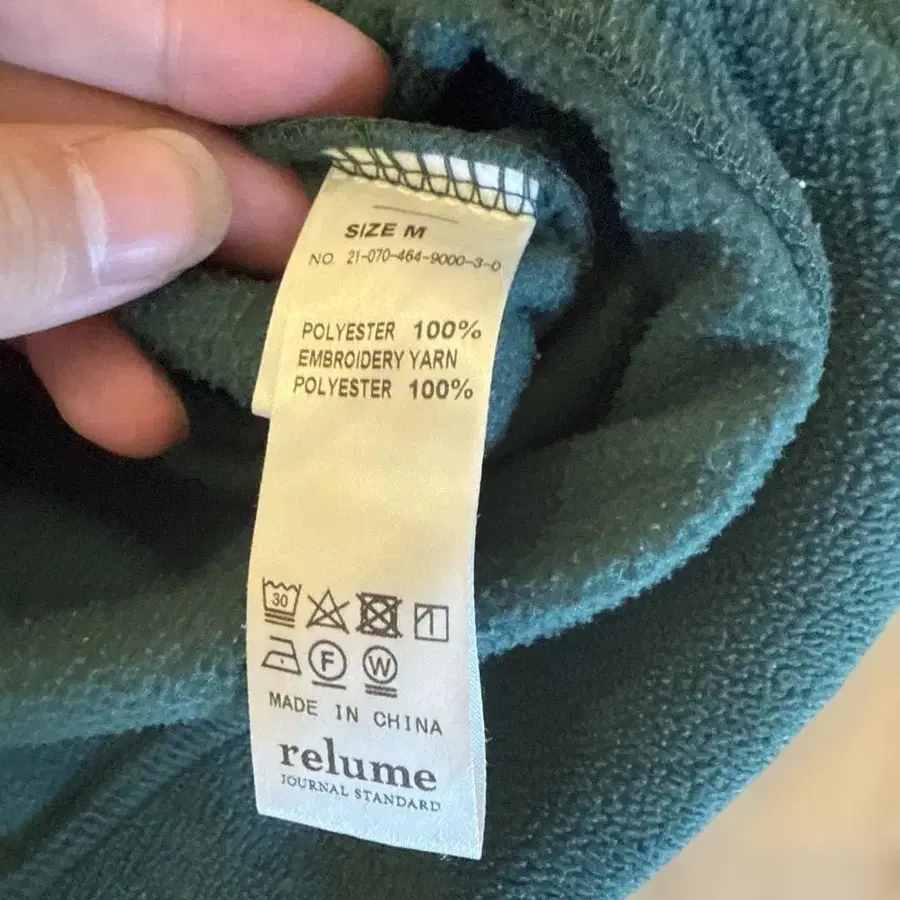 SIZE M
NO. 21-070-464-9000-3-0
POLYESTER 100%
EMBROIDERY YARN
POLYESTER 100%
30
F W
MADE IN CHINA
relume
JOURNAL STANDARD